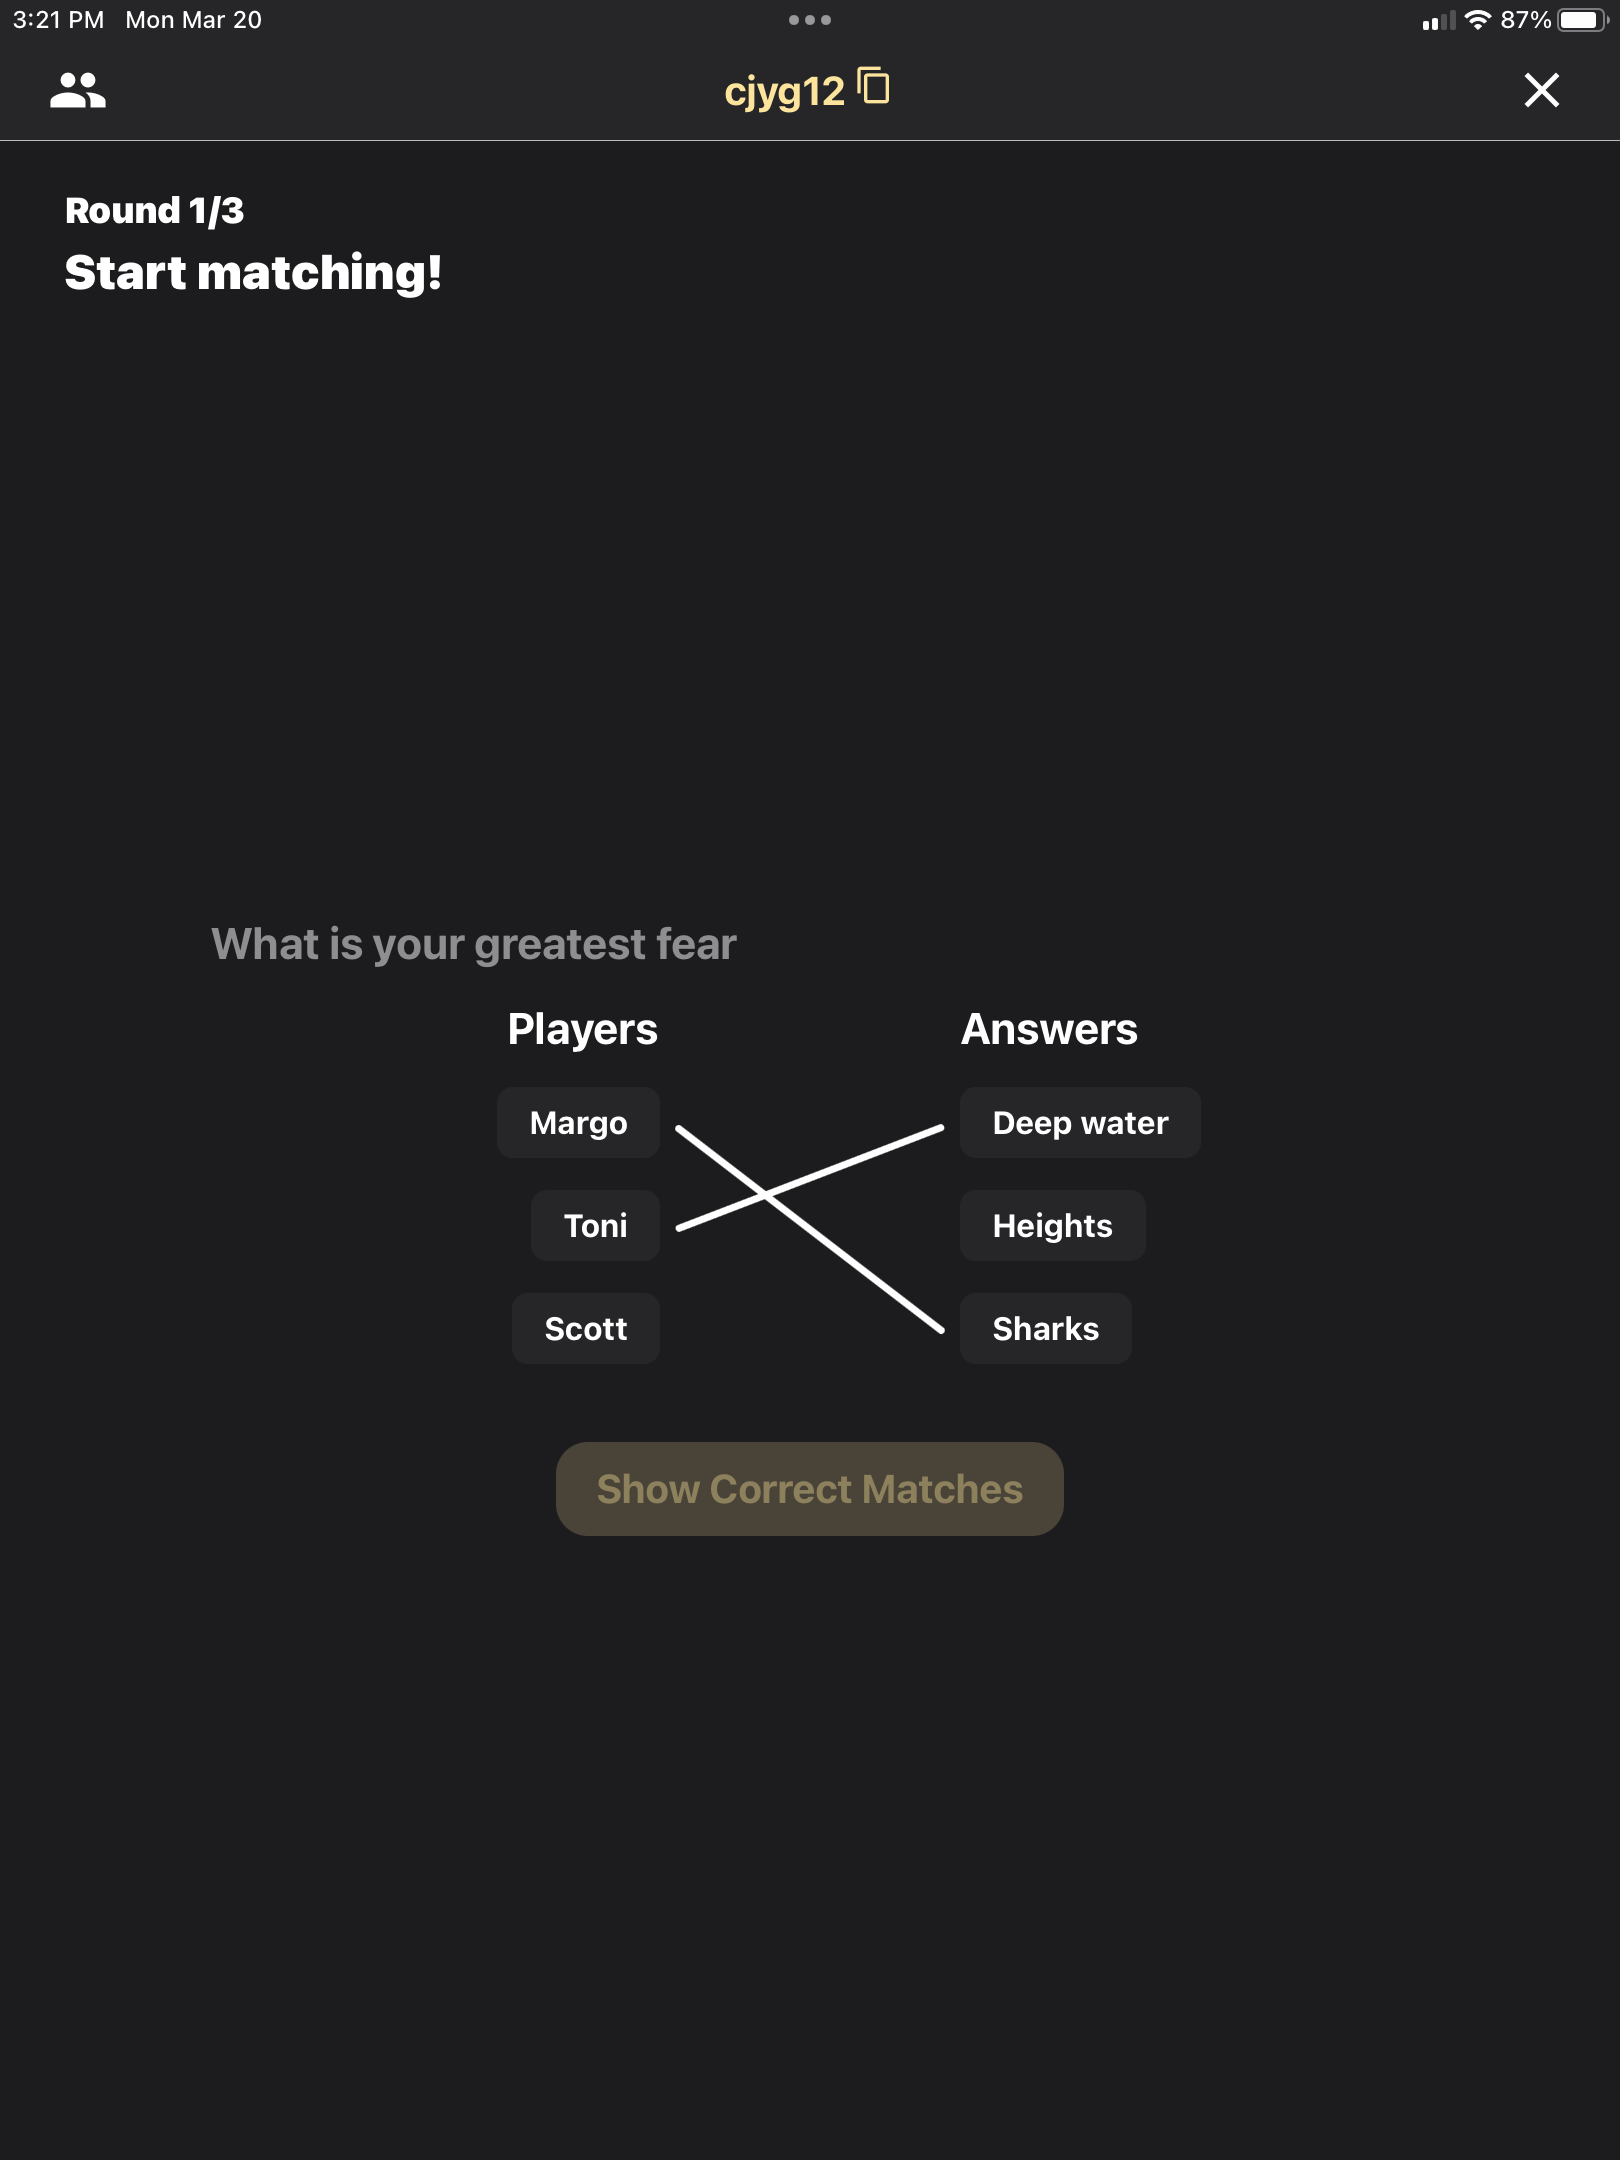 3:21 PM Mon Mar 20
87%
cjyg12
Round 1/3
Start matching!
What is your greatest fear
Players Answers
Margo Deep water
Toni Heights
Scott Sharks
Show Correct Matches